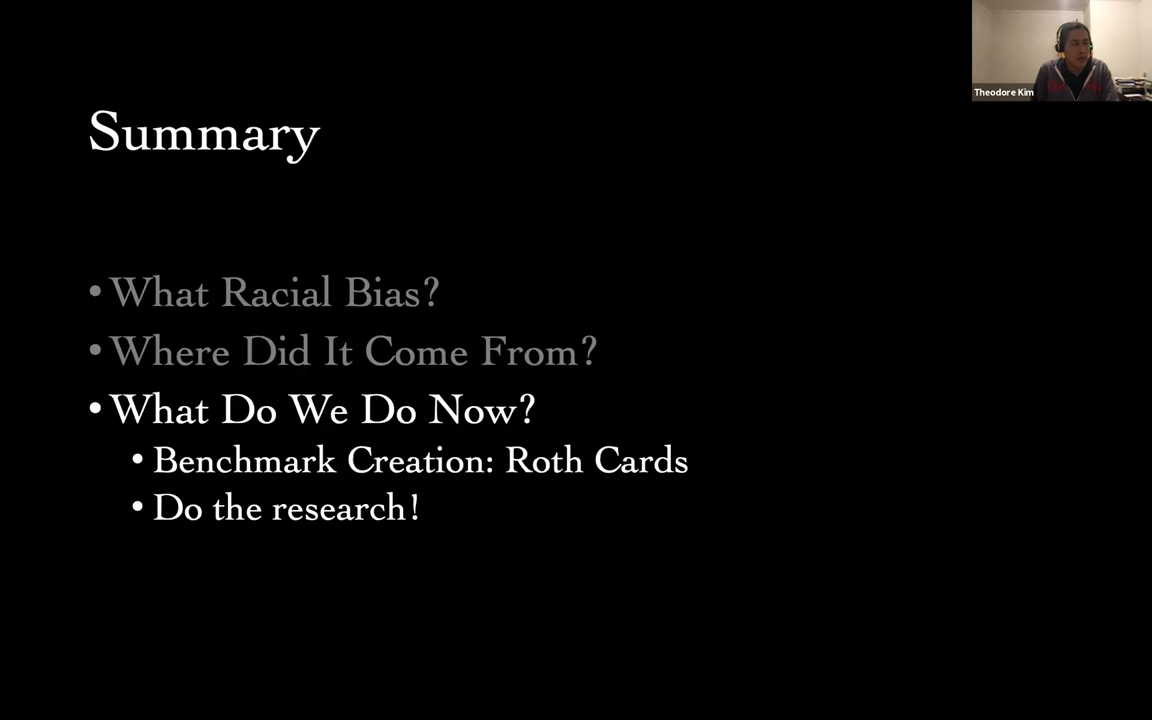 Theodore Kim
Summary
• What Racial Bias?
• Where Did It Come From?
• What Do We Do Now?
• Benchmark Creation: Roth Cards
• Do the research!